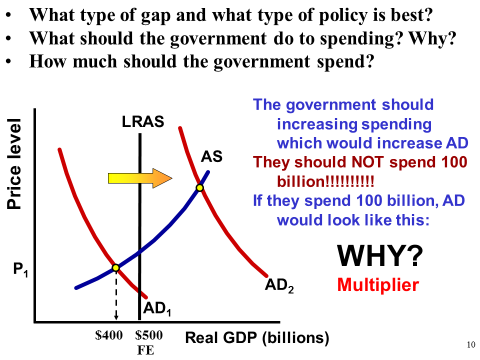 • What type of gap and what type of policy is best?
• What should the government do to spending? Why?
• How much should the government spend?
The government should
increasing spending
which would increase AD
They should NOT spend 100
billion!!!!!!!!!!
If they spend 100 billion, AD
would look like this:
WHY?
Multiplier
Price level
LRAS
AS
P1
AD1
AD2
$400 $500
FE
Real GDP (billions)
10